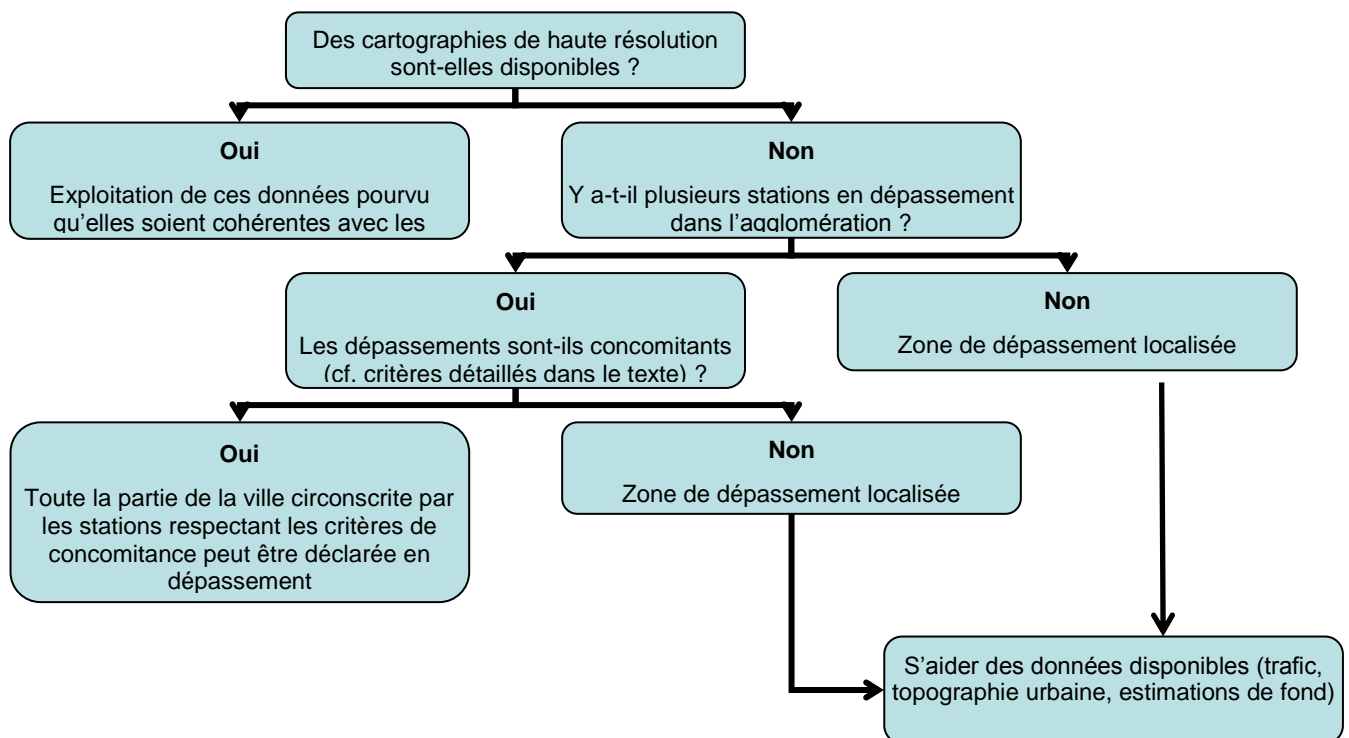 Des cartographies de haute résolution
sont-elles disponibles ?
Oui
Exploitation de ces données pourvu
qu'elles soient cohérentes avec les
Non
Y a-t-il plusieurs stations en dépassement
dans l'agglomération ?
Oui
Les dépassements sont-ils concomitants
(cf. critères détaillés dans le texte) ?
Non
Zone de dépassement localisée
Oui
Toute la partie de la ville circonscrite par
les stations respectant les critères de
concomitance peut être déclarée en
dépassement
Non
Zone de dépassement localisée
S'aider des données disponibles (trafic,
topographie urbaine, estimations de fond)